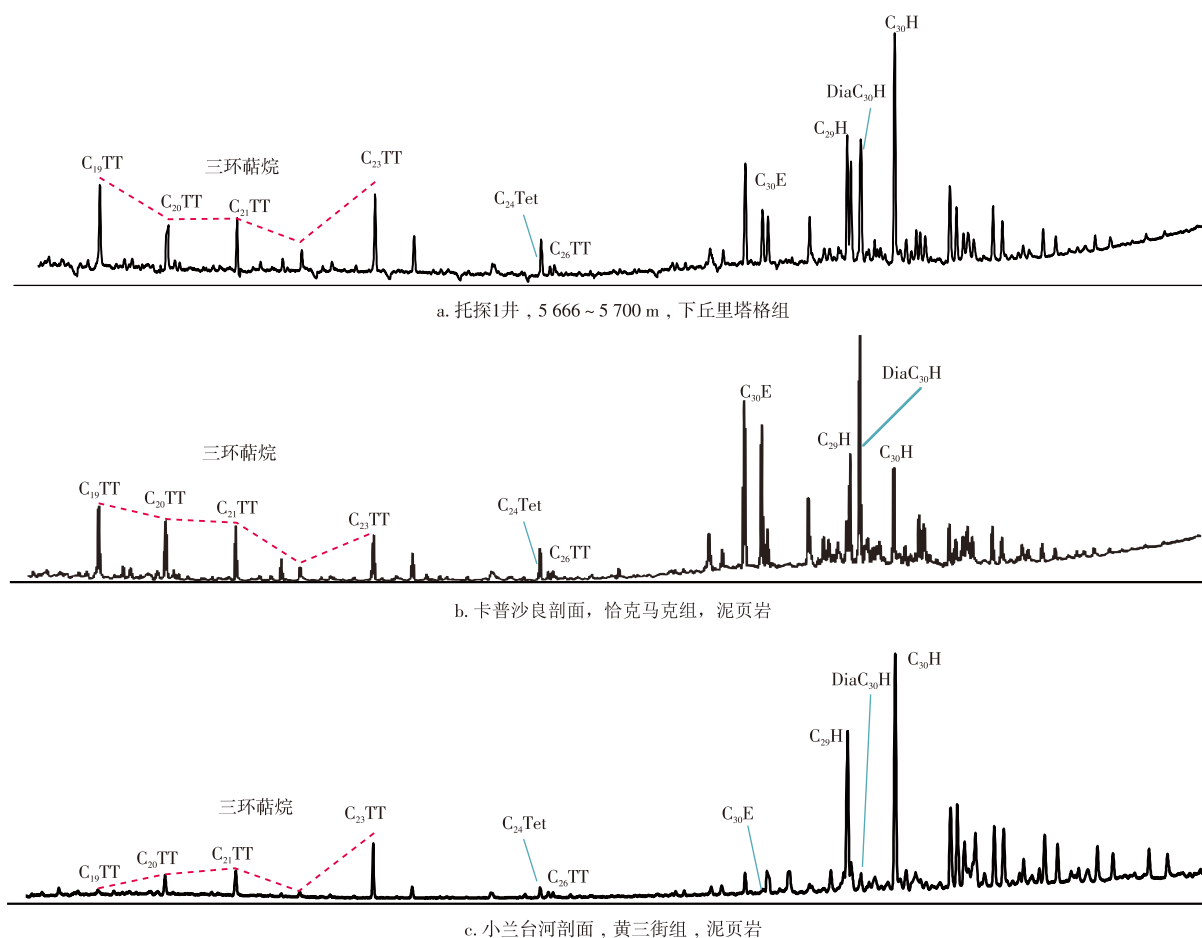 C₃₀H
DiaC₃₀H
C₂₉H
C₁₉TT
三环萜烷
C₂₃TT
C₂₀TT
C₂₁TT
C₂₄Tet
C₃₀E
C₂₆TT
a. 托探1井，5 666 ~ 5 700 m，下丘里塔格组
DiaC₃₀H
C₃₀E
C₂₉H
C₃₀H
三环萜烷
C₁₉TT
C₂₀TT
C₂₁TT
C₂₃TT
C₂₄Tet
C₂₆TT
b. 卡普沙良剖面，恰克马克组，泥页岩
C₃₀H
DiaC₃₀H
C₂₉H
三环萜烷
C₂₃TT
C₃₀E
C₂₄Tet
C₁₉TT
C₂₀TT
C₂₁TT
C₂₆TT
c. 小兰台河剖面，黄三街组，泥页岩